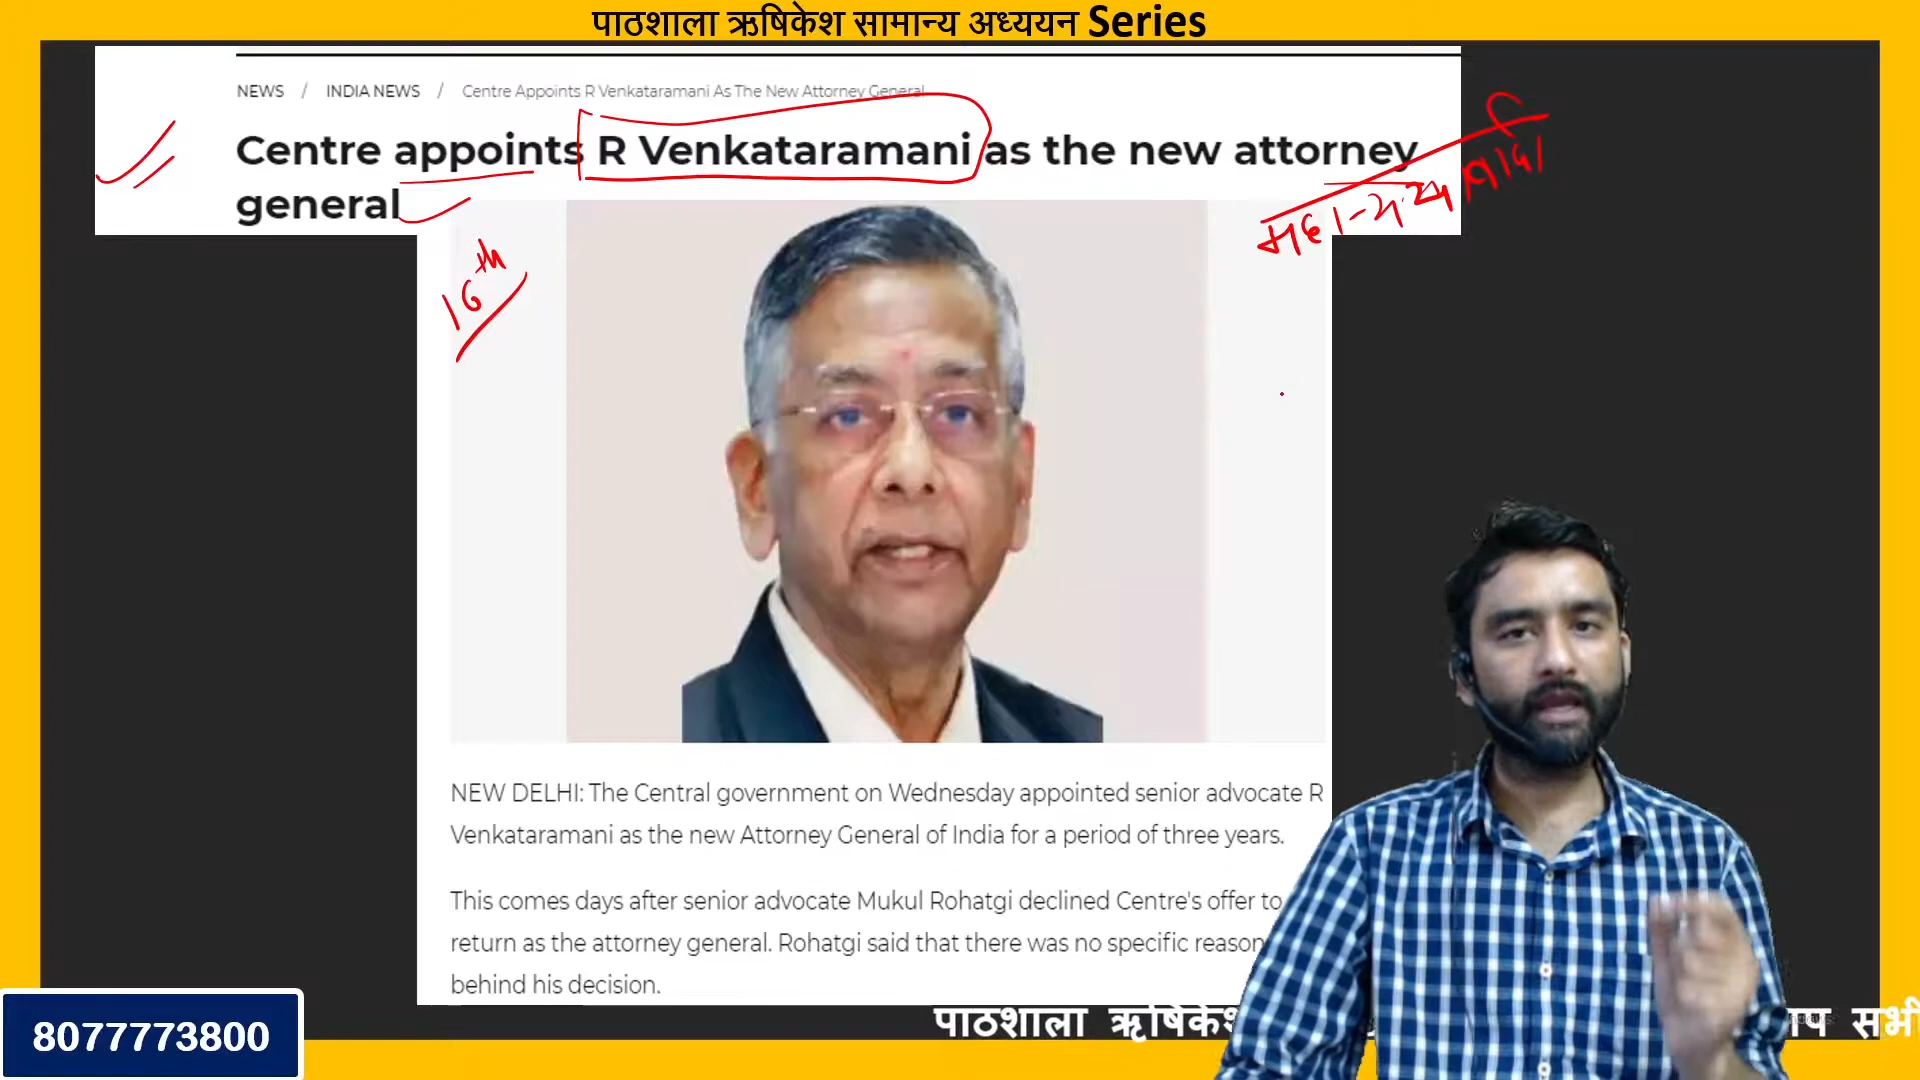 पाठशाला ऋषिकेश सामान्य अध्ययन Series
NEWS / INDIA NEWS / Centre Appoints R Venkataramani As The New Attorney General
Centre appoints R Venkataramani as the new attorney
general
16th
NEW DELHI: The Central government on Wednesday appointed senior advocate R
Venkataramani as the new Attorney General of India for a period of three years.
This comes days after senior advocate Mukul Rohatgi declined Centre's offer to
return as the attorney general. Rohatgi said that there was no specific reason
behind his decision.
पाठशाला ऋषिकेश सभी
8077773800